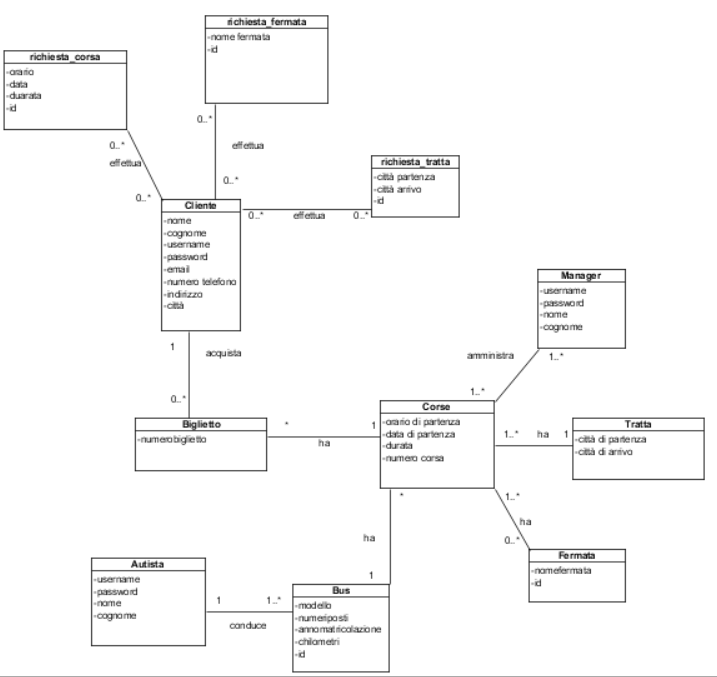 richiesta_fermata
-nome fermata
-id
richiesta_corsa
-orario
-data
-duarata
-id
0..*
effettua
0..*
0..*
effettua
0..*
richiesta_tratta
-città partenza
-città arrivo
-id
0..*
effettua
0..*
Cliente
-nome
-cognome
-username
-password
-email
-numero telefono
-indirizzo
-città
1
acquista
0..*
Manager
-username
-password
-nome
-cognome
amministra
1..*
1..*
Biglietto
-numerobiglietto
*
ha
1
Corse
-orario di partenza
-data di partenza
-durata
-numero corsa
1..*
ha
1
Tratta
-città di partenza
-città di arrivo
*
ha
1
1..*
ha
0..*
Fermata
-nomefermata
-id
Autista
-username
-password
-nome
-cognome
1
conduce
1..*
Bus
-modello
-numeriposti
-annomatricolazione
-chilometri
-id